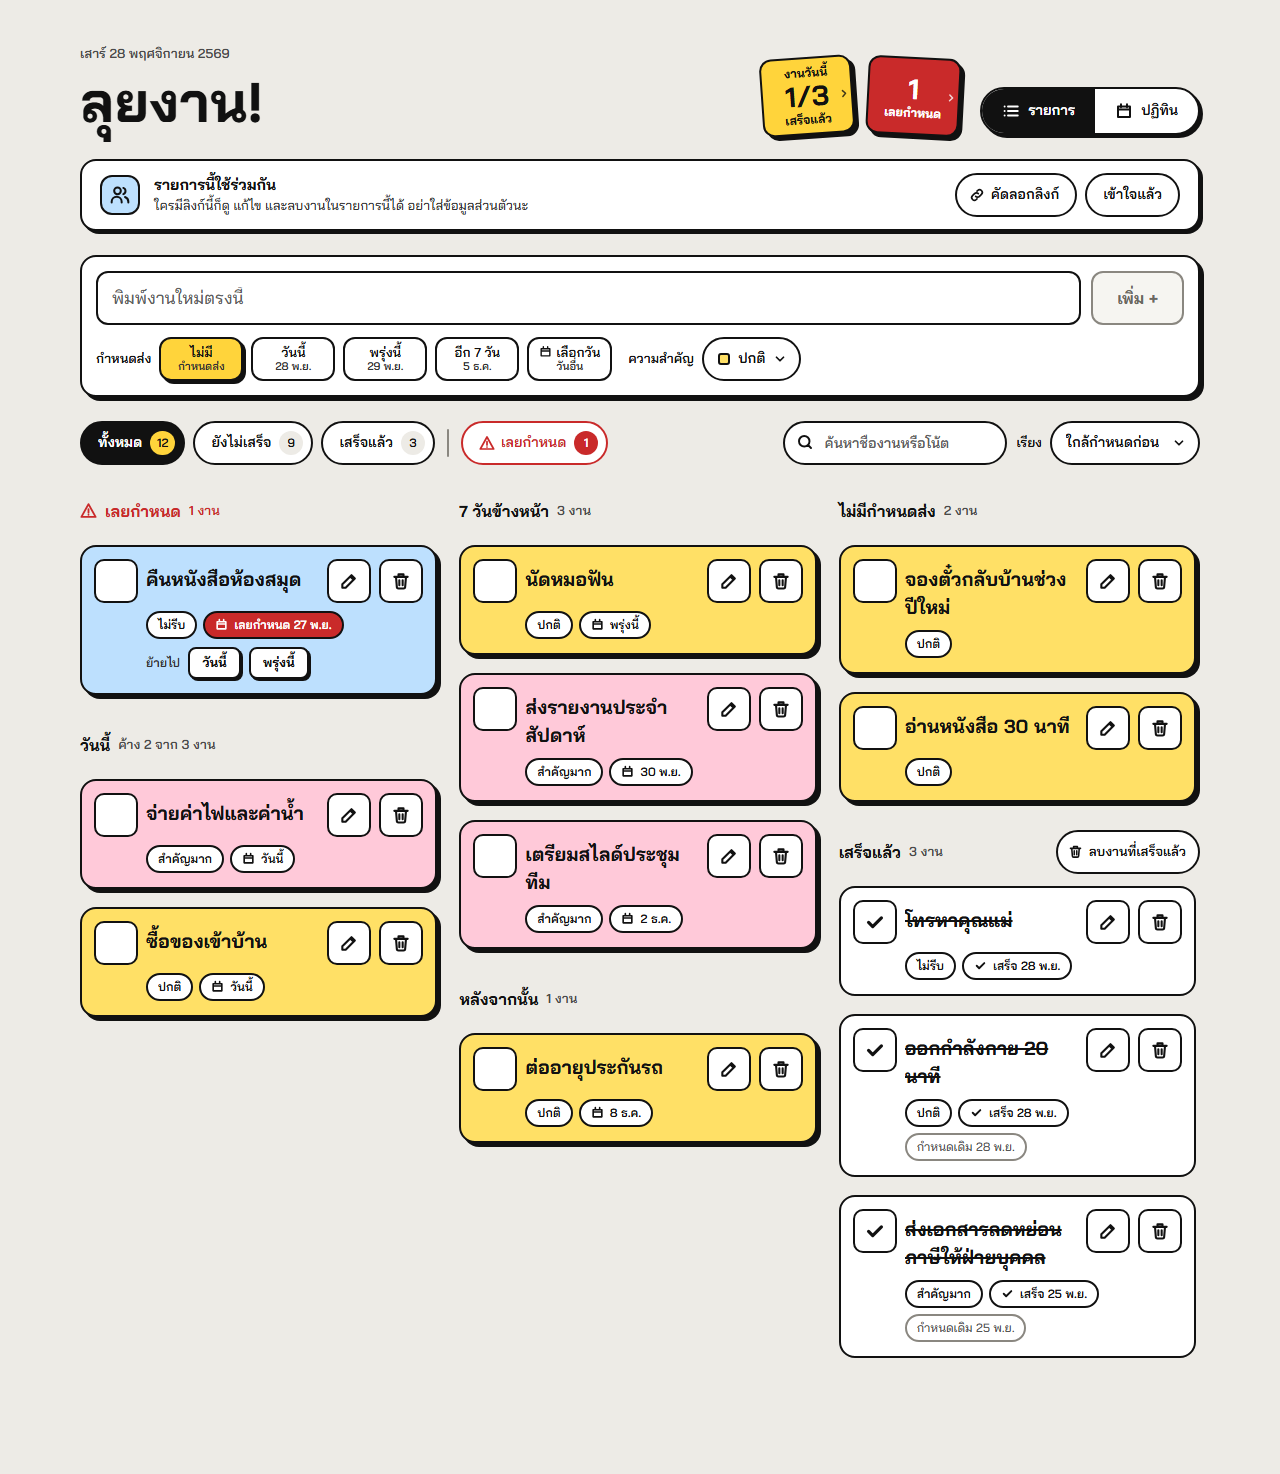 เสาร์ 28 พฤศจิกายน 2569
ลุยงาน!
งานวันนี้
1/3
เสร็จแล้ว
1
เลยกำหนด
รายการ
ปฏิทิน
รายการนี้ใช้ร่วมกัน
ใครมีลิงก์นี้ก็ดู แก้ไข และลบงานในรายการนี้ได้ อย่าใส่ข้อมูลส่วนตัวนะ
คัดลอกลิงก์
เข้าใจแล้ว
พิมพ์งานใหม่ตรงนี้
เพิ่ม +
กำหนดส่ง
ไม่มี
กำหนดส่ง
วันนี้
28 พ.ย.
พรุ่งนี้
29 พ.ย.
อีก 7 วัน
5 ธ.ค.
เลือกวัน
วันอื่น
ความสำคัญ
ปกติ
ทั้งหมด 12
ยังไม่เสร็จ 9
เสร็จแล้ว 3
เลยกำหนด 1
ค้นหาชื่องานหรือโน้ต
เรียง
ใกล้กำหนดก่อน
เลยกำหนด 1 งาน
คืนหนังสือห้องสมุด
ไม่รีบ
เลยกำหนด 27 พ.ย.
ย้ายไป
วันนี้
พรุ่งนี้
วันนี้ ค้าง 2 จาก 3 งาน
จ่ายค่าไฟและค่าน้ำ
สำคัญมาก
วันนี้
ซื้อของเข้าบ้าน
ปกติ
วันนี้
7 วันข้างหน้า 3 งาน
นัดหมอฟัน
ปกติ
พรุ่งนี้
ส่งรายงานประจำ
สัปดาห์
สำคัญมาก
30 พ.ย.
เตรียมสไลด์ประชุม
ทีม
สำคัญมาก
2 ธ.ค.
หลังจากนั้น 1 งาน
ต่ออายุประกันรถ
ปกติ
8 ธ.ค.
ไม่มีกำหนดส่ง 2 งาน
จองตั๋วกลับบ้านช่วง
ปีใหม่
ปกติ
อ่านหนังสือ 30 นาที
ปกติ
เสร็จแล้ว 3 งาน
ลบงานที่เสร็จแล้ว
โทรหาคุณแม่
ไม่รีบ
เสร็จ 28 พ.ย.
ออกกำลังกาย 20
นาที
ปกติ
เสร็จ 28 พ.ย.
กำหนดเดิม 28 พ.ย.
ส่งเอกสารลดหย่อน
ภาษีให้ฝ่ายบุคคล
สำคัญมาก
เสร็จ 25 พ.ย.
กำหนดเดิม 25 พ.ย.